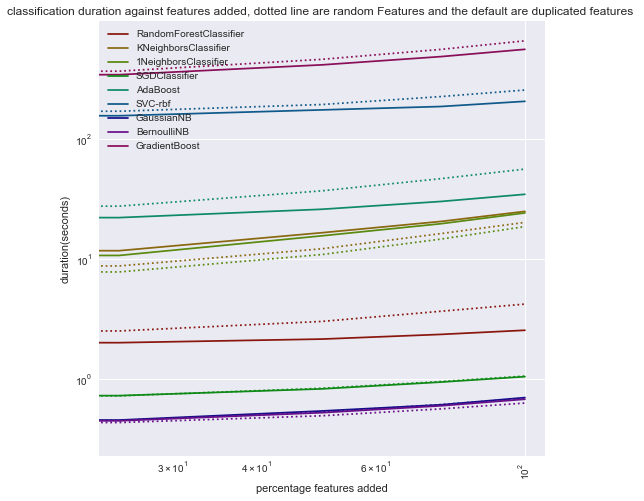 classification duration against features added, dotted line are random Features and the default are duplicated features
RandomForestClassifier
KNeighborsClassifier
1NeighborsClassifier
SGDClassifier
AdaBoost
SVC-rbf
GaussianNB
BernoulliNB
GradientBoost
duration(seconds)
10²
10¹
10⁰
3 × 10¹
4 × 10¹
6 × 10¹
10²
percentage features added